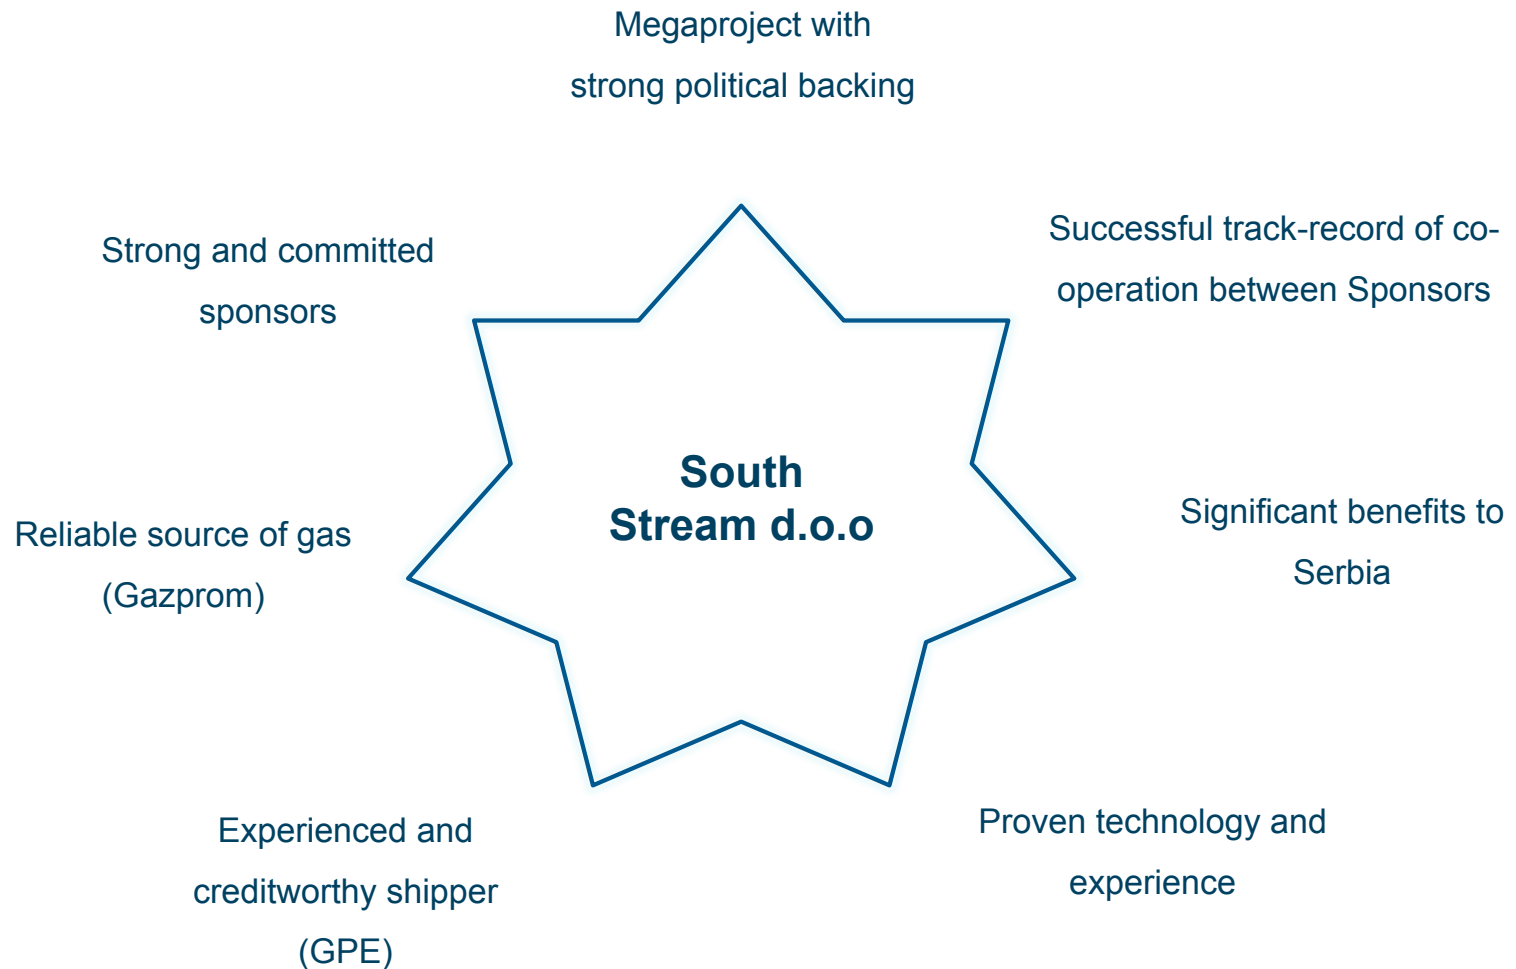 Megaproject with
strong political backing
Strong and committed
sponsors
Successful track-record of co-
operation between Sponsors
South
Stream d.o.o
Reliable source of gas
(Gazprom)
Significant benefits to
Serbia
Experienced and
creditworthy shipper
(GPE)
Proven technology and
experience